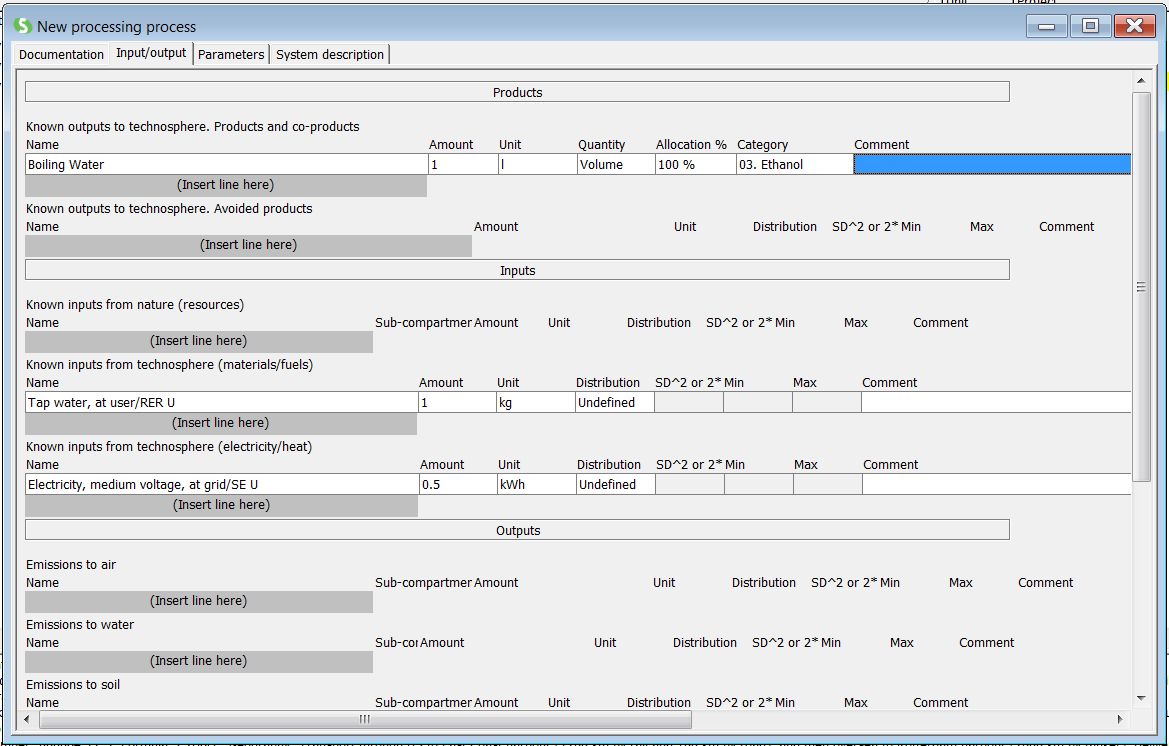 New processing process
Documentation Input/output Parameters System description
Products
Known outputs to technosphere. Products and co-products
Name Amount Unit Quantity Allocation % Category Comment
Boiling Water 1 l Volume 100 % 03. Ethanol
(Insert line here)
Known outputs to technosphere. Avoided products
Name Amount Unit Distribution SD^2 or 2* Min Max Comment
(Insert line here)
Inputs
Known inputs from nature (resources)
Name Sub-compartmer Amount Unit Distribution SD^2 or 2* Min Max Comment
(Insert line here)
Known inputs from technosphere (materials/fuels)
Name Amount Unit Distribution SD^2 or 2* Min Max Comment
Tap water, at user/RER U 1 kg Undefined
(Insert line here)
Known inputs from technosphere (electricity/heat)
Name Amount Unit Distribution SD^2 or 2* Min Max Comment
Electricity, medium voltage, at grid/SE U 0.5 kWh Undefined
(Insert line here)
Outputs
Emissions to air
Name Sub-compartmer Amount Unit Distribution SD^2 or 2* Min Max Comment
(Insert line here)
Emissions to water
Name Sub-cor Amount Unit Distribution SD^2 or 2* Min Max Comment
(Insert line here)
Emissions to soil
Name Sub-compartmer Amount Unit Distribution SD^2 or 2* Min Max Comment